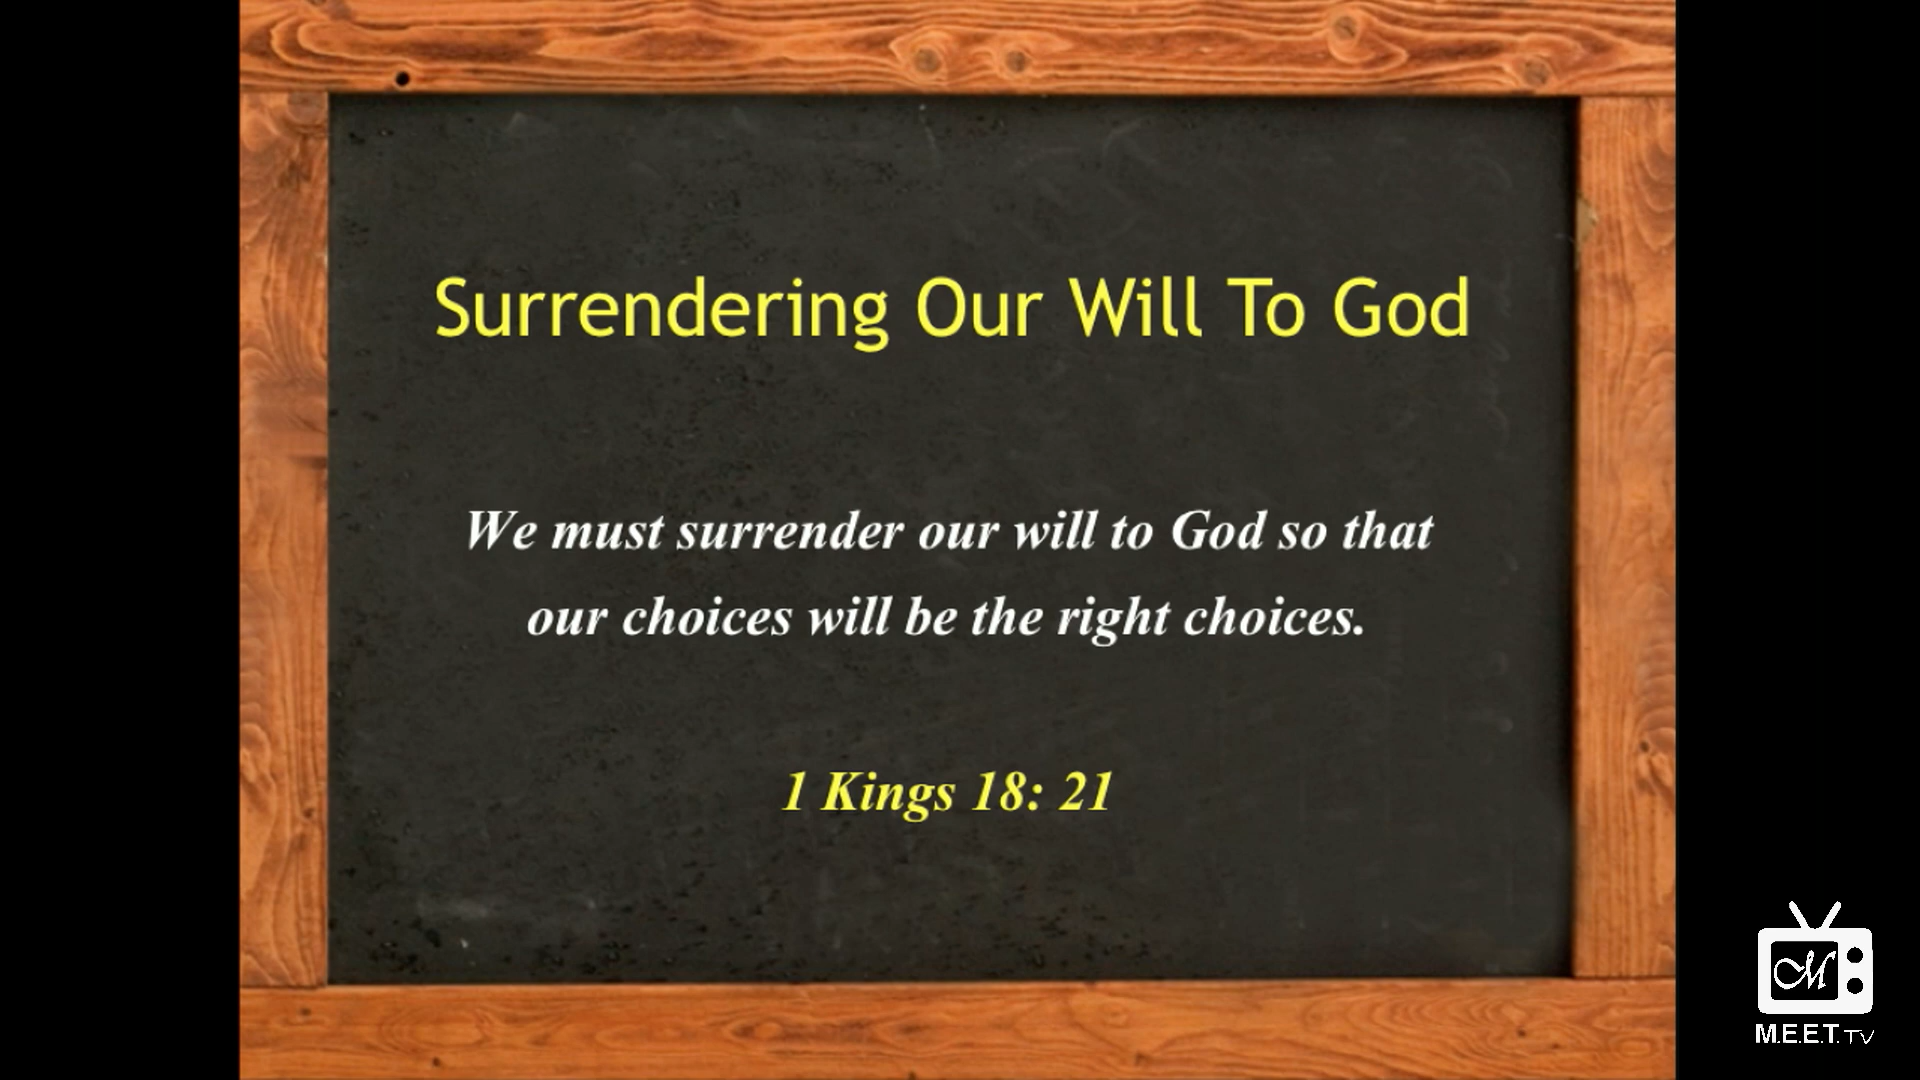 Surrendering Our Will To God
We must surrender our will to God so that
our choices will be the right choices.
1 Kings 18: 21
M
M.E.E.T.TV